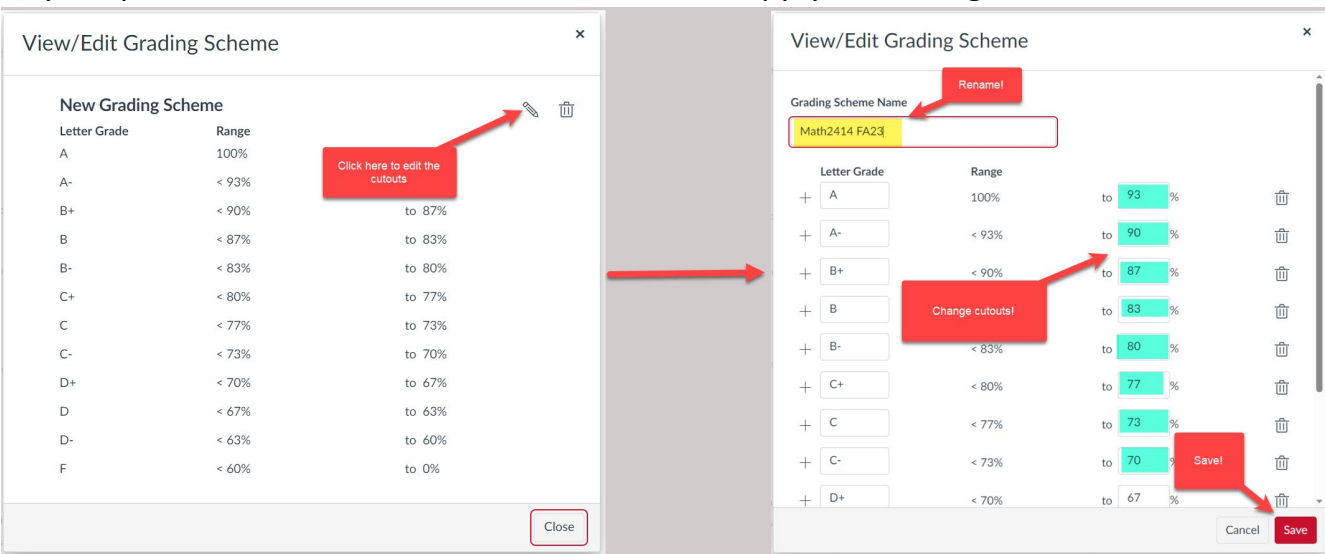 View/Edit Grading Scheme ×
New Grading Scheme
Letter Grade Range
A 100%
A- < 93%
Click here to edit the
cutouts
B+ < 90% to 87%
B < 87% to 83%
B- < 83% to 80%
C+ < 80% to 77%
C < 77% to 73%
C- < 73% to 70%
D+ < 70% to 67%
D < 67% to 63%
D- < 63% to 60%
F < 60% to 0%
Close
View/Edit Grading Scheme ×
Rename!
Grading Scheme Name
Math2414 FA23
Letter Grade Range
+ A 100% to 93 %
+ A- < 93% to 90 %
+ B+ < 90% to 87 %
+ B to 83 %
Change cutouts!
+ B- < 83% to 80 %
+ C+ < 80% to 77 %
+ C < 77% to 73 %
+ C- < 73% to 70
Save!
+ D+ < 70% to 67 %
Cancel Save